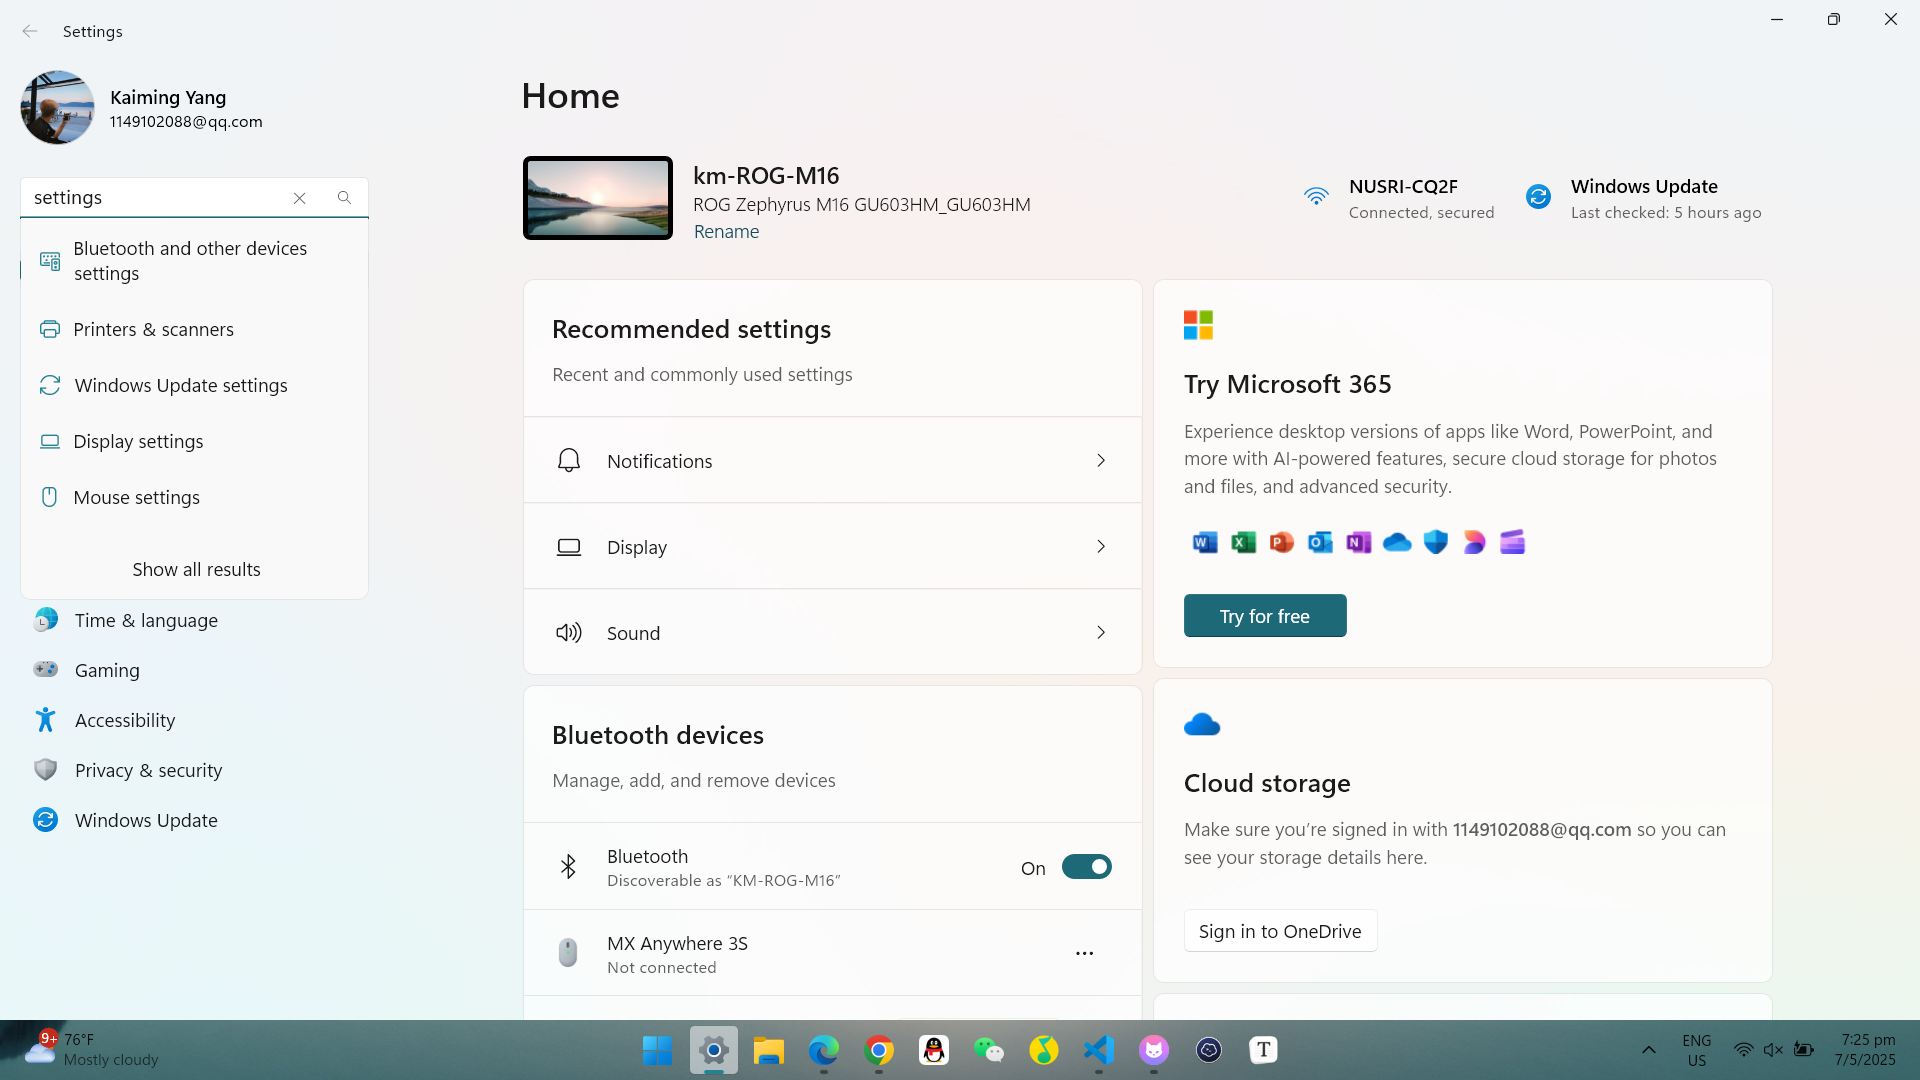 Settings
Kaiming Yang
1149102088@qq.com
settings
Bluetooth and other devices
settings
Printers & scanners
Windows Update settings
Display settings
Mouse settings
Show all results
Time & language
Gaming
Accessibility
Privacy & security
Windows Update
Home
km-ROG-M16
ROG Zephyrus M16 GU603HM_GU603HM
Rename
NUSRI-CQ2F
Connected, secured
Windows Update
Last checked: 5 hours ago
Recommended settings
Recent and commonly used settings
Notifications
Display
Sound
Bluetooth devices
Manage, add, and remove devices
Bluetooth
Discoverable as “KM-ROG-M16”
On
MX Anywhere 3S
Not connected
Try Microsoft 365
Experience desktop versions of apps like Word, PowerPoint, and
more with AI-powered features, secure cloud storage for photos
and files, and advanced security.
Try for free
Cloud storage
Make sure you’re signed in with 1149102088@qq.com so you can
see your storage details here.
Sign in to OneDrive
9+
76°F
Mostly cloudy
T
ENG
US
7:25 pm
7/5/2025